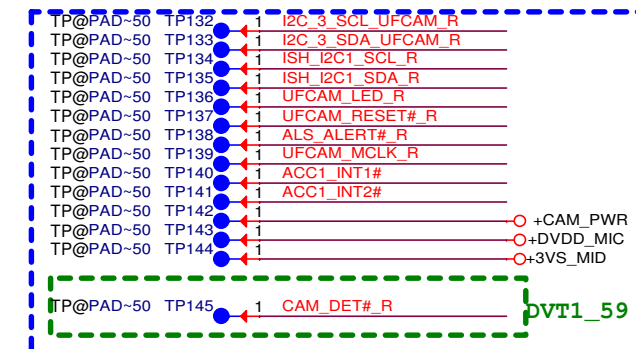 TP@PAD~50 TP132 1 I2C_3_SCL_UFCAM_R
TP@PAD~50 TP133 1 I2C_3_SDA_UFCAM_R
TP@PAD~50 TP134 1 ISH_I2C1_SCL_R
TP@PAD~50 TP135 1 ISH_I2C1_SDA_R
TP@PAD~50 TP136 1 UFCAM_LED_R
TP@PAD~50 TP137 1 UFCAM_RESET#_R
TP@PAD~50 TP138 1 ALS_ALERT#_R
TP@PAD~50 TP139 1 UFCAM_MCLK_R
TP@PAD~50 TP140 1 ACC1_INT1#
TP@PAD~50 TP141 1 ACC1_INT2#
TP@PAD~50 TP142 1 +CAM_PWR
TP@PAD~50 TP143 1 +DVDD_MIC
TP@PAD~50 TP144 1 +3VS_MID
TP@PAD~50 TP145 1 CAM_DET#_R DVT1_59